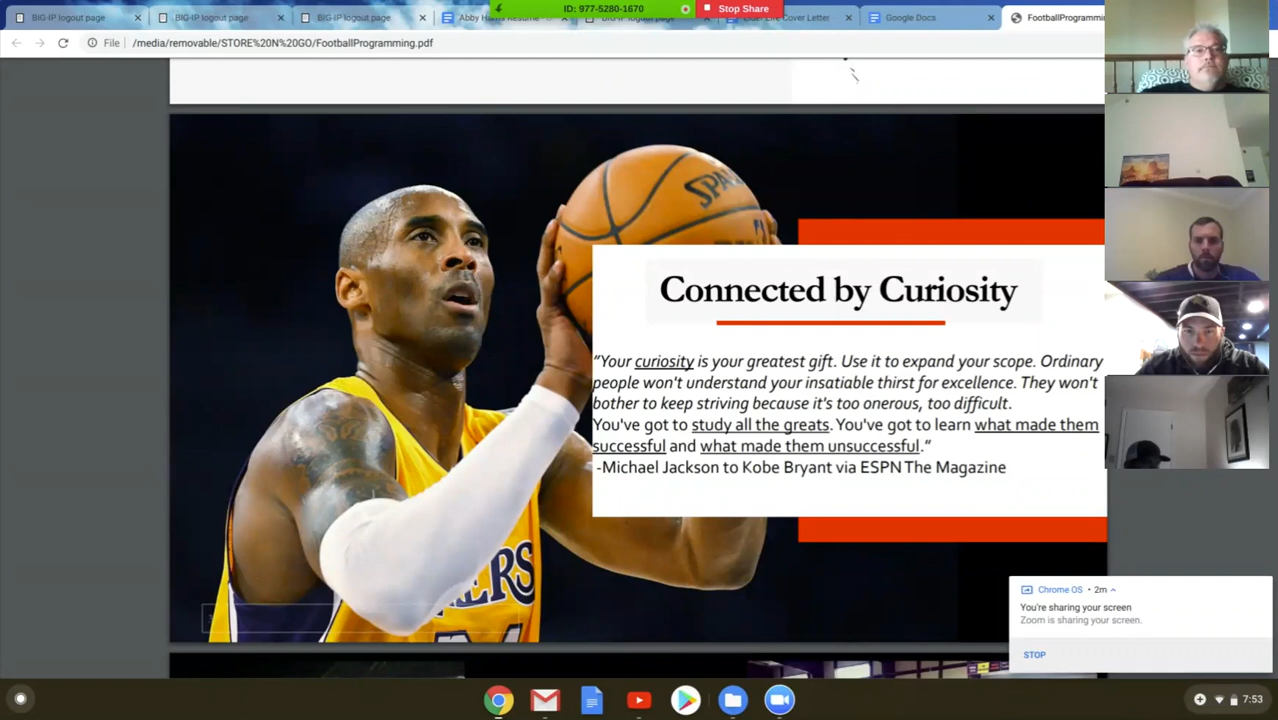 BIG-IP logout page
BIG-IP logout page
BIG-IP logout page
Abby Harris Resume
BIG-IP logout page
Cover Letter
Google Docs
FootballProgramming
ID: 977-5280-1670
Stop Share
File
/media/removable/STORE%20N%20GO/FootballProgramming.pdf
SPALDING
Connected by Curiosity
“Your curiosity is your greatest gift. Use it to expand your scope. Ordinary
people won't understand your insatiable thirst for excellence. They won't
bother to keep striving because it's too onerous, too difficult.
You've got to study all the greats. You've got to learn what made them
successful and what made them unsuccessful.“
-Michael Jackson to Kobe Bryant via ESPN The Magazine
ERS
24
Chrome OS • 2m
You're sharing your screen
Zoom is sharing your screen.
STOP
7:53